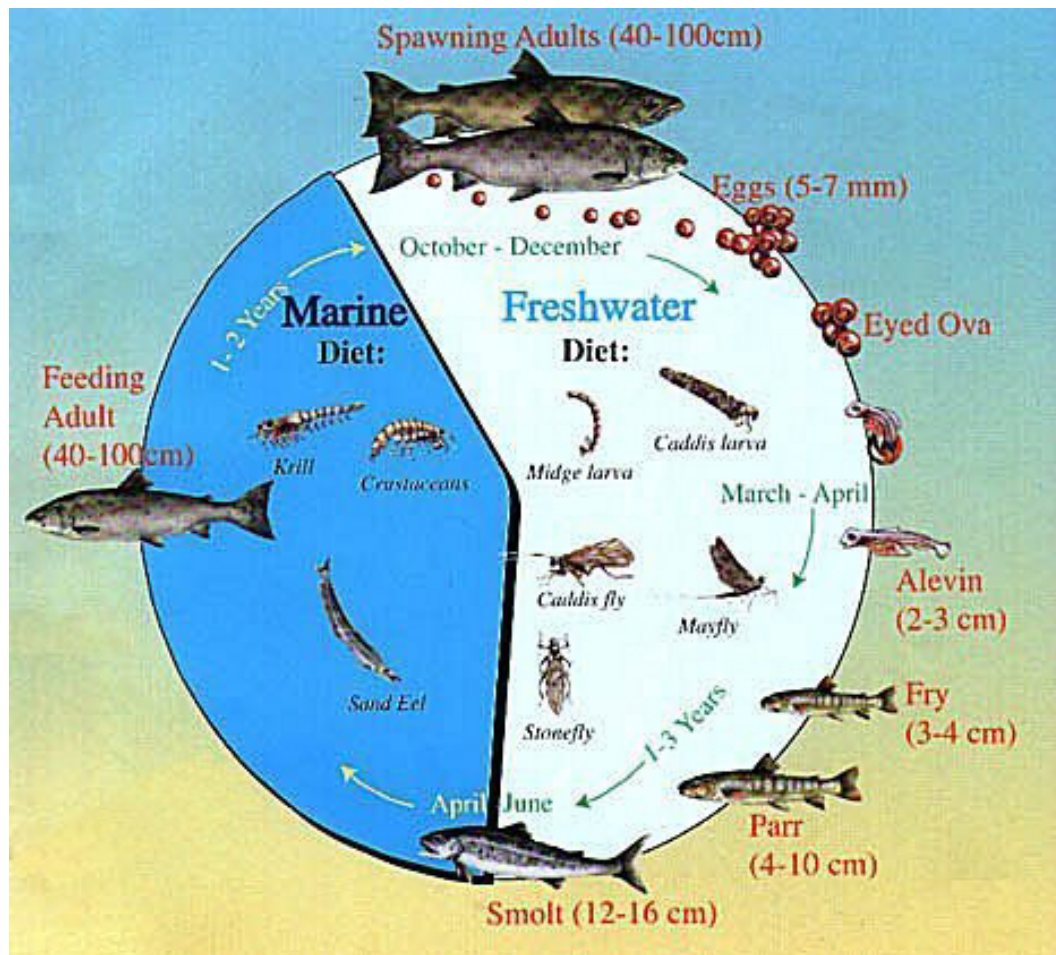 Spawning Adults (40-100cm)
Eggs (5-7 mm)
October - December
1- 2 Years
Marine
Diet:
Freshwater
Diet:
Eyed Ova
Feeding
Adult
(40-100cm)
Krill
Crustaceans
Midge larva
Caddis larva
March - April
Caddis fly
Mayfly
Alevin
(2-3 cm)
Sand Eel
Stonefly
1-3 Years
Fry
(3-4 cm)
April-June
Parr
(4-10 cm)
Smolt (12-16 cm)